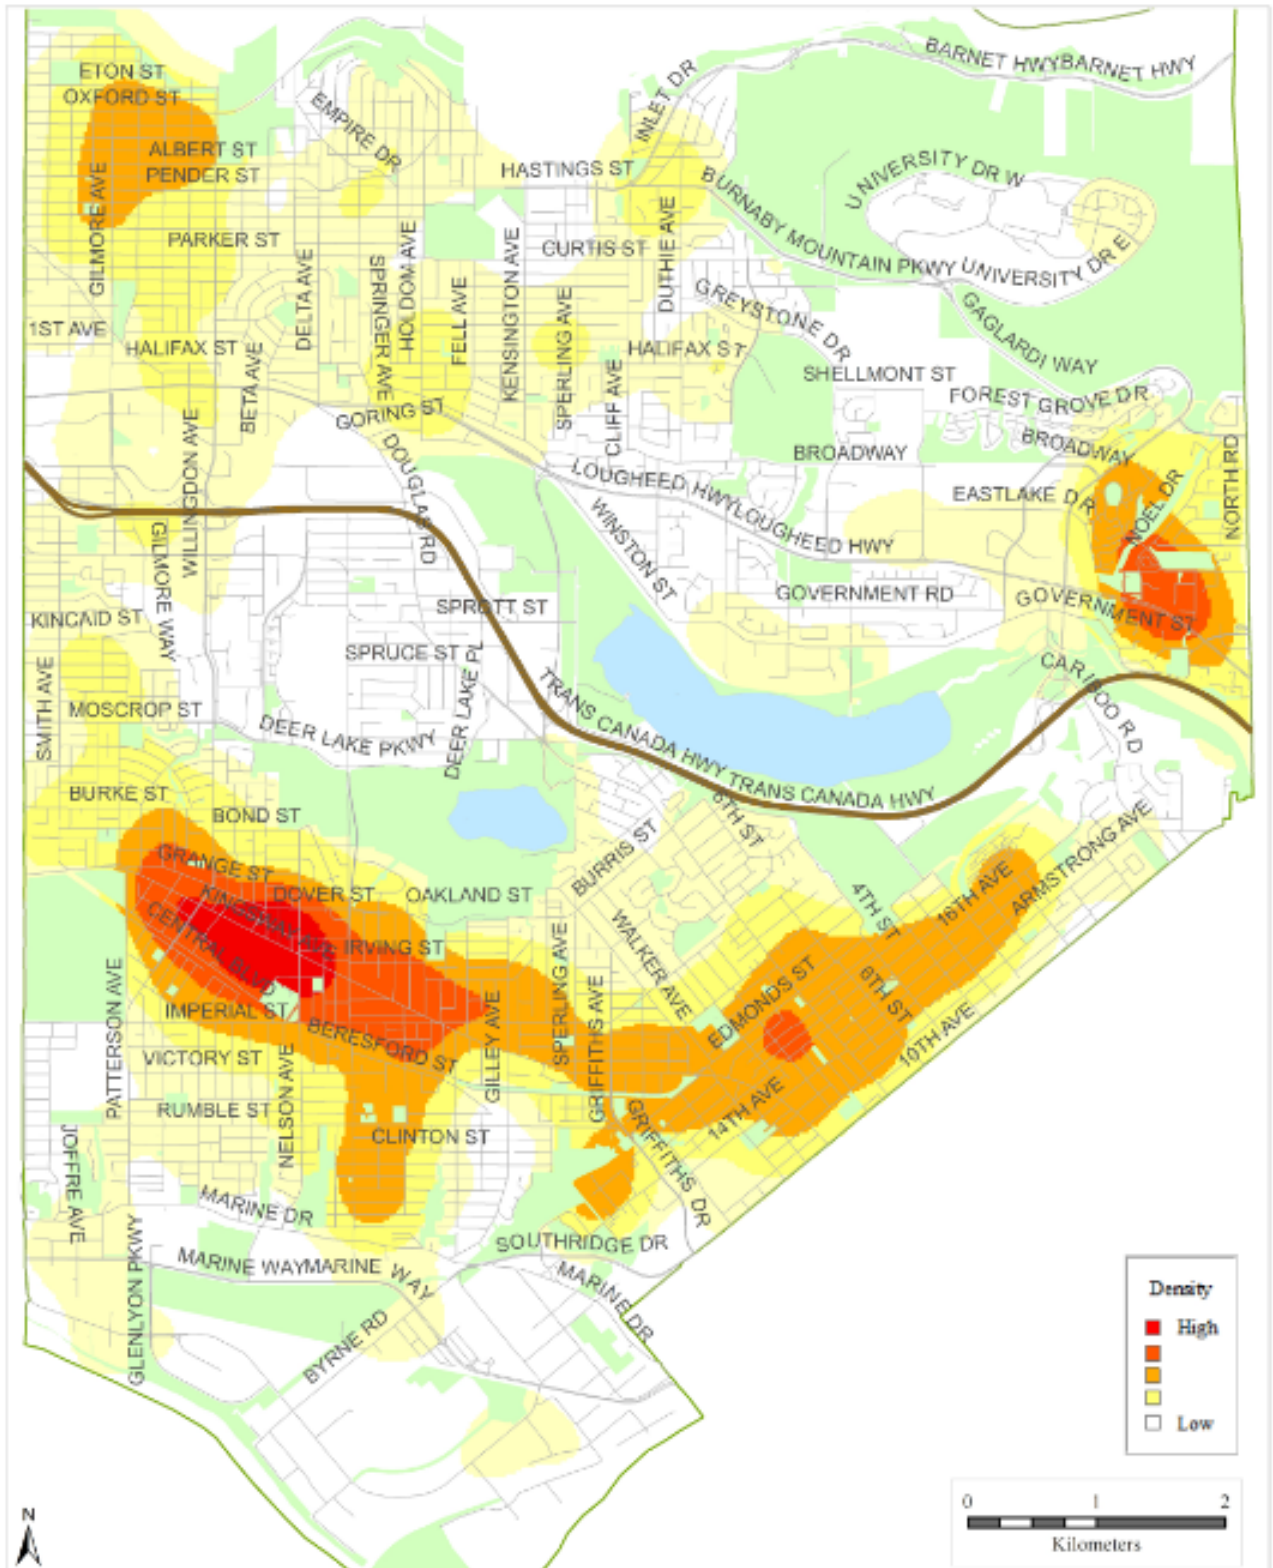 BARNET HWYBARNET HWY
ETON ST
OXFORD ST
INLET DR
EMPIRE DR
ALBERT ST
PENDER ST
HASTINGS ST
UNIVERSITY DR W
BURNABY MOUNTAIN PKWY
UNIVERSITY DR E
GILMORE AVE
PARKER ST
CURTIS ST
DUTHIE AVE
DELTA AVE
SPRINGER AVE
HOLDOM AVE
FELL AVE
KENSINGTON AVE
SPERLING AVE
GREYSTONE DR
GAGLARDI WAY
1ST AVE
HALIFAX ST
HALIFAX ST
BETA AVE
CLIFF AVE
SHELLMONT ST
FOREST GROVE DR
GORING ST
WILLINGDON AVE
DOUGLAS RD
BROADWAY
BROADWAY
LOUGHEED HWYLOUGHEED HWY
EASTLAKE DR
NOEL DR
NORTH RD
WINSTON ST
GILMORE WAY
SPROTT ST
GOVERNMENT RD
GOVERNMENT ST
KINCAID ST
SPRUCE ST
DEER LAKE PL
CARIBOO RD
SMITH AVE
MOSCROP ST
DEER LAKE PKWY
TRANS CANADA HWY TRANS CANADA HWY
BURKE ST
BOND ST
6TH ST
BURRIS ST
GRANGE ST
DOVER ST
OAKLAND ST
KINGSWAY AVE
CENTRAL BLVD
IRVING ST
WALKER AVE
4TH ST
16TH AVE
ARMSTRONG AVE
SPERLING AVE
GRIFFITHS AVE
EDMONDS ST
8TH ST
10TH AVE
PATTERSON AVE
IMPERIAL ST
BERESFORD ST
GILLEY AVE
VICTORY ST
NELSON AVE
RUMBLE ST
CLINTON ST
14TH AVE
GRIFFITHS DR
JOFFRE AVE
MARINE DR
SOUTHRIDGE DR
MARINE WAYMARINE WAY
MARINE DR
GLENLYON PKWY
BYRNE RD
Density
High
Low
N
0 1 2
Kilometers